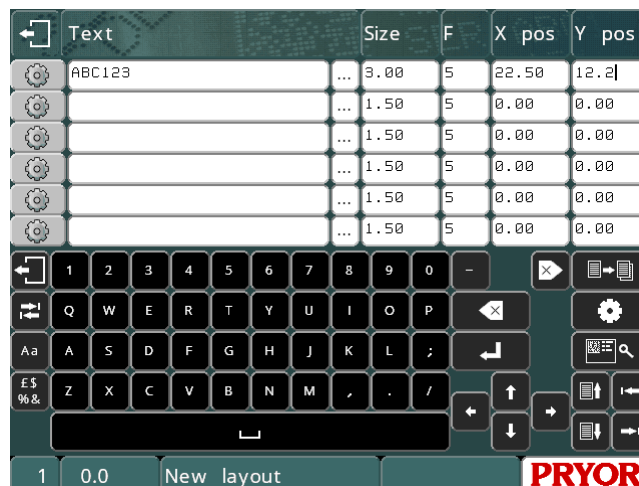 Text Size F X pos Y pos
ABC123 ... 3.00 5 22.50 12.2
... 1.50 5 0.00 0.00
... 1.50 5 0.00 0.00
... 1.50 5 0.00 0.00
... 1.50 5 0.00 0.00
... 1.50 5 0.00 0.00
1 2 3 4 5 6 7 8 9 0 -
Q W E R T Y U I O P
Aa A S D F G H J K L ;
£$
%& Z X C V B N M , . /
1 0.0 New layout PRYOR